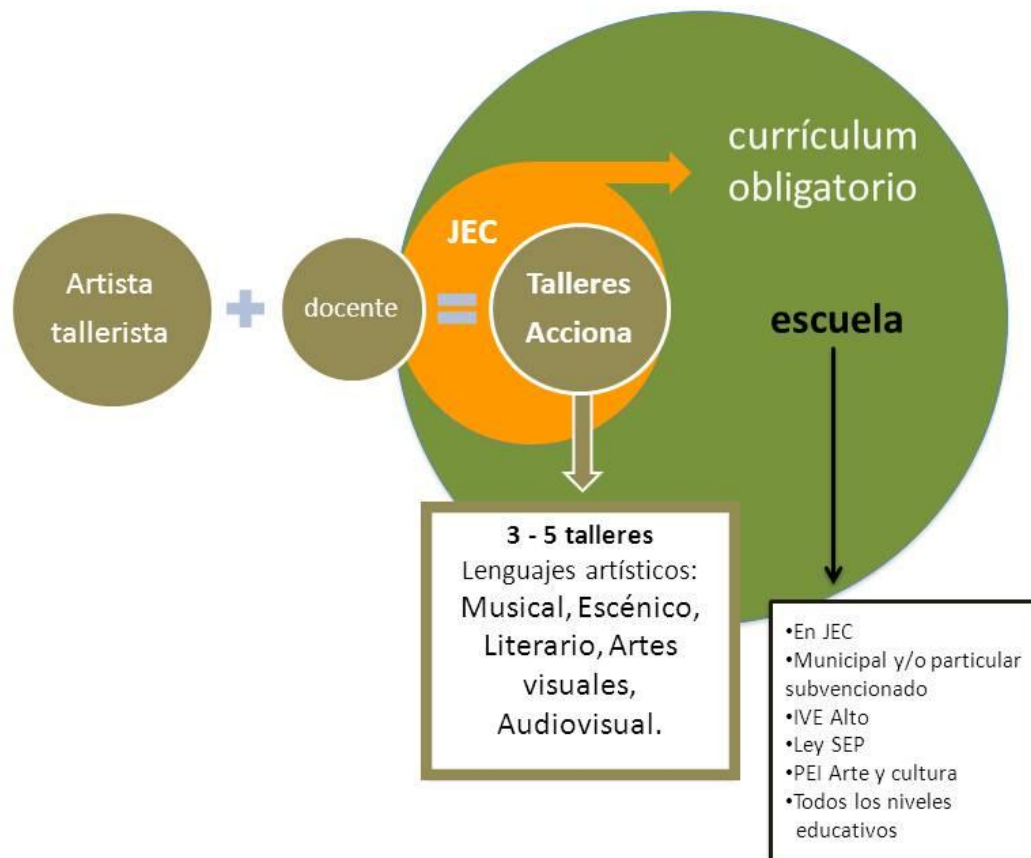 currículum
obligatorio
JEC
Artista
tallerista
docente
Talleres
Acciona
escuela
3 - 5 talleres
Lenguajes artísticos:
Musical, Escénico,
Literario, Artes
visuales,
Audiovisual.
•En JEC
•Municipal y/o particular
subvencionado
•IVE Alto
•Ley SEP
•PEI Arte y cultura
•Todos los niveles
educativos